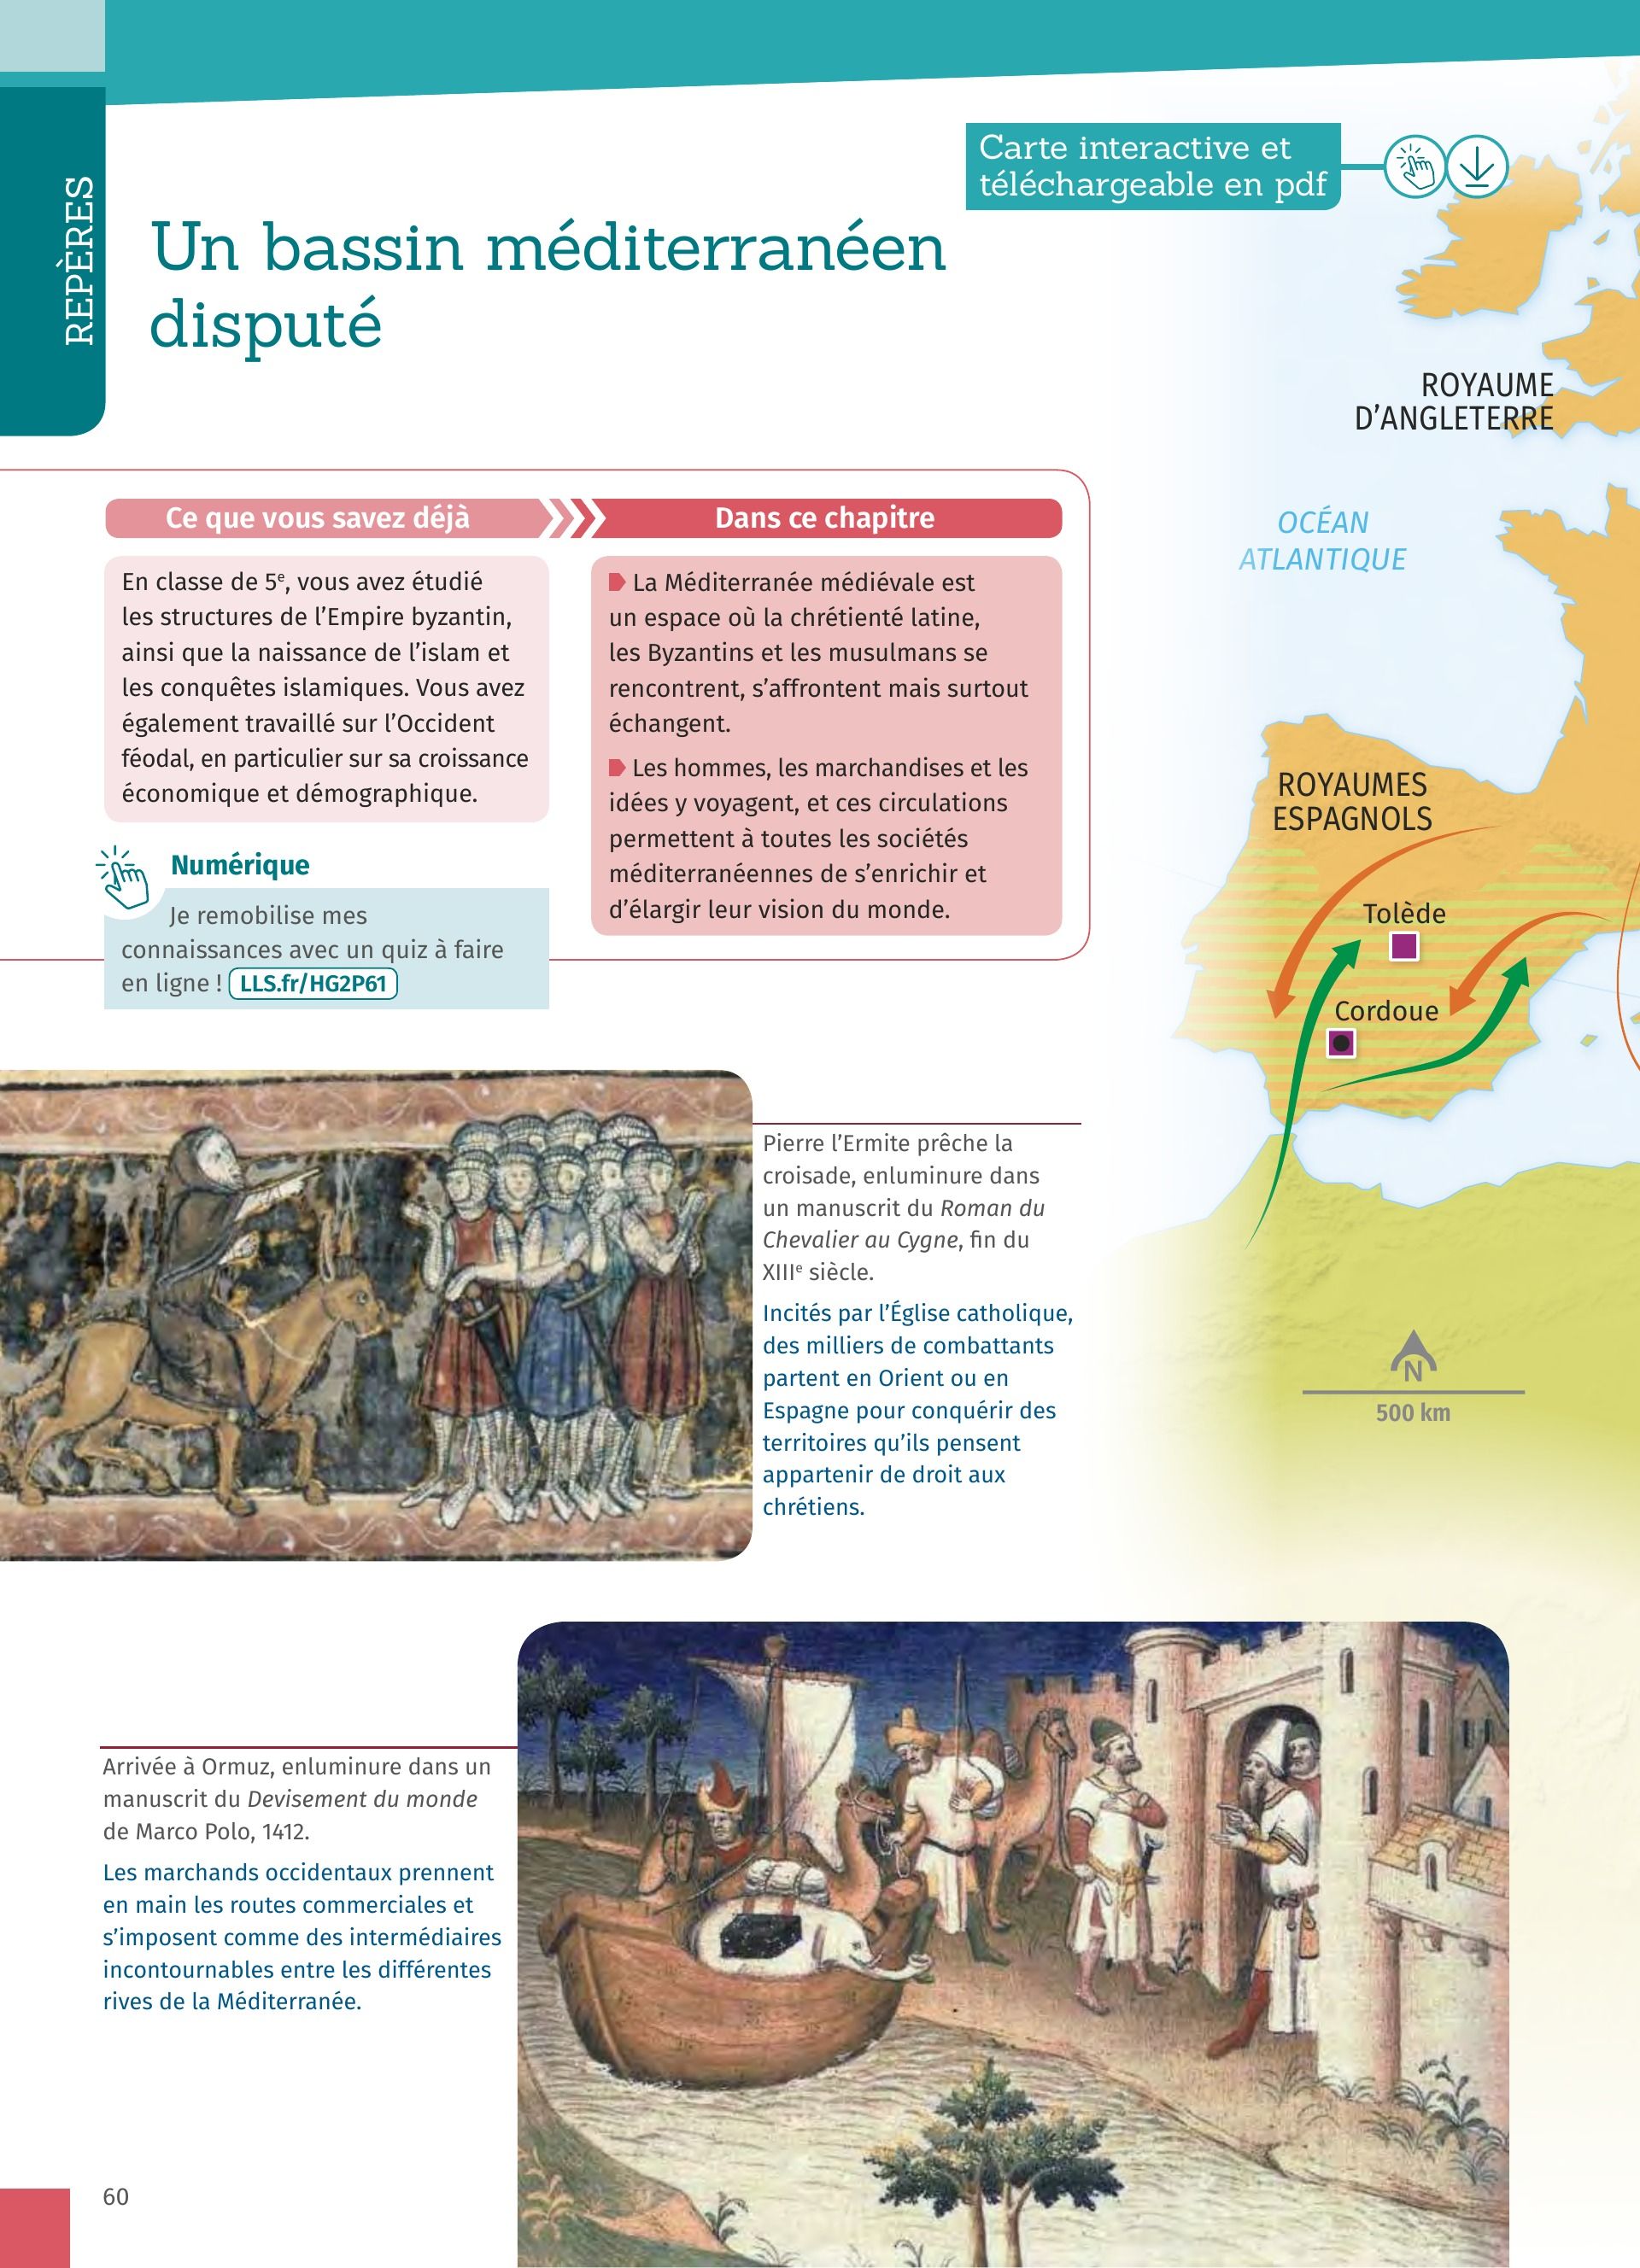 REPÈRES
Carte interactive et
téléchargeable en pdf
Un bassin méditerranéen
disputé
Ce que vous savez déjà
En classe de 5e, vous avez étudié
les structures de l’Empire byzantin,
ainsi que la naissance de l’islam et
les conquêtes islamiques. Vous avez
également travaillé sur l’Occident
féodal, en particulier sur sa croissance
économique et démographique.
Numérique
Je remobilise mes
connaissances avec un quiz à faire
en ligne ! LLS.fr/HG2P61
Dans ce chapitre
La Méditerranée médiévale est
un espace où la chrétienté latine,
les Byzantins et les musulmans se
rencontrent, s’affrontent mais surtout
échangent.
Les hommes, les marchandises et les
idées y voyagent, et ces circulations
permettent à toutes les sociétés
méditerranéennes de s’enrichir et
d’élargir leur vision du monde.
ROYAUME
D’ANGLETERRE
OCÉAN
ATLANTIQUE
ROYAUMES
ESPAGNOLS
Tolède
Cordoue
N
500 km
Pierre l’Ermite prêche la
croisade, enluminure dans
un manuscrit du Roman du
Chevalier au Cygne, fin du
XIIIe siècle.
Incités par l’Église catholique,
des milliers de combattants
partent en Orient ou en
Espagne pour conquérir des
territoires qu’ils pensent
appartenir de droit aux
chrétiens.
Arrivée à Ormuz, enluminure dans un
manuscrit du Devisement du monde
de Marco Polo, 1412.
Les marchands occidentaux prennent
en main les routes commerciales et
s’imposent comme des intermédiaires
incontournables entre les différentes
rives de la Méditerranée.
60